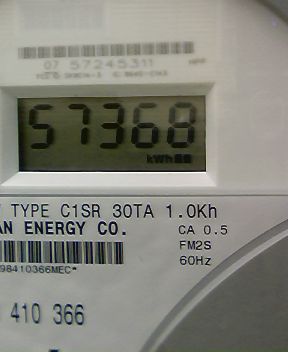 07 57245311
57368
kWh
TYPE C1SR 30TA 1.0Kh
AN ENERGY CO.
CA 0.5
FM2S
60Hz
98410366MEC*
410 366